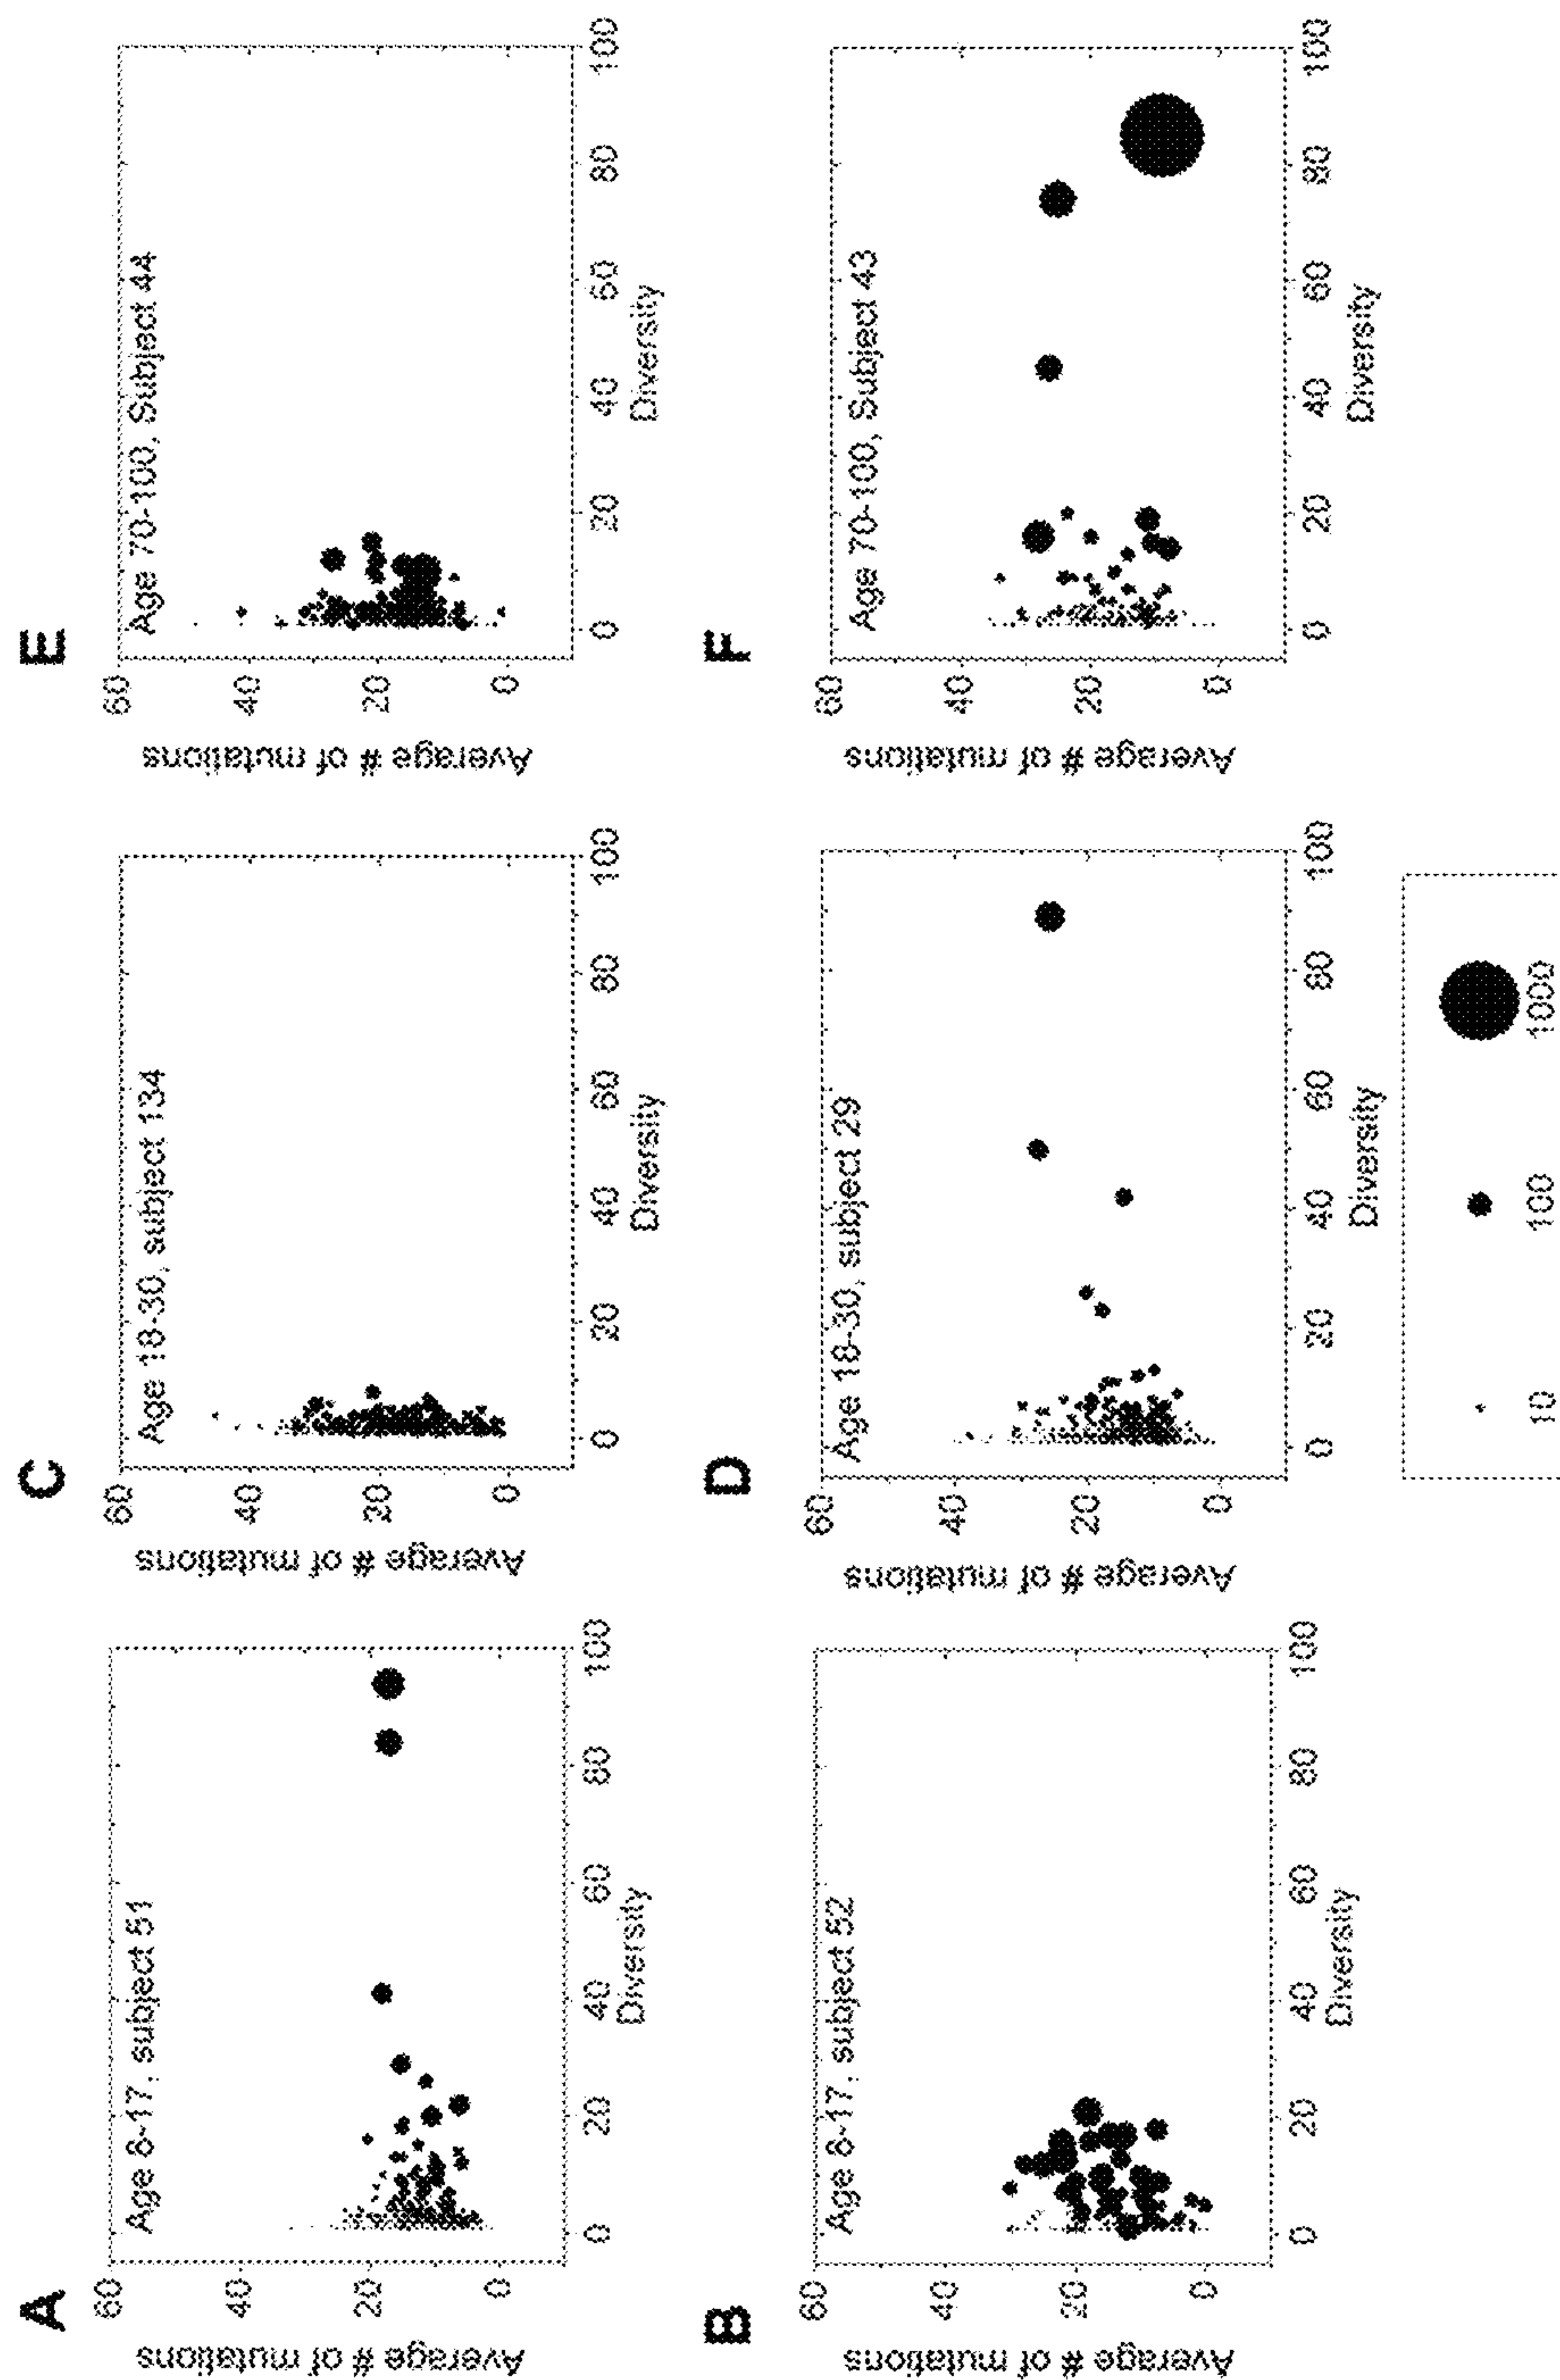 A
Age 8-17, subject 51
60
40
20
0
Average # of mutations
0 20 40 60 80 100
Diversity
C
Age 18-30, subject 134
60
40
20
0
Average # of mutations
0 20 40 60 80 100
Diversity
E
Age 70-100, Subject 44
60
40
20
0
Average # of mutations
0 20 40 60 80 100
Diversity
B
Age 8-17, subject 52
60
40
20
0
Average # of mutations
0 20 40 60 80 100
Diversity
D
Age 18-30, subject 29
60
40
20
0
Average # of mutations
0 20 40 60 80 100
Diversity
F
Age 70-100, Subject 43
60
40
20
0
Average # of mutations
0 20 40 60 80 100
Diversity
10 100 1000